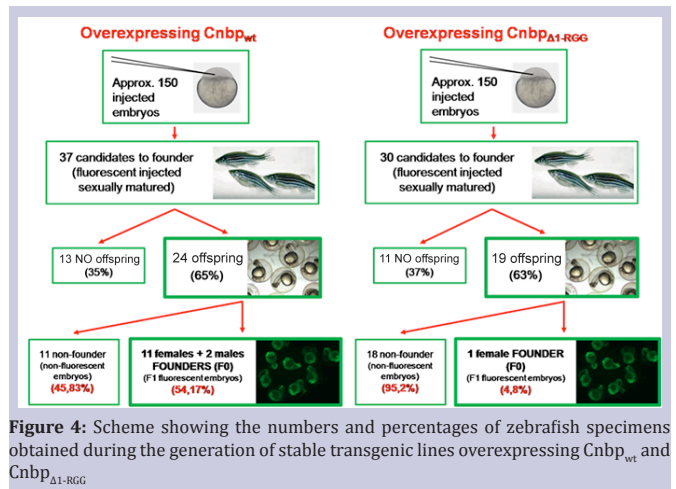 Overexpressing Cnbpwt
Approx. 150
injected
embryos
37 candidates to founder
(fluorescent injected
sexually matured)
13 NO offspring
(35%)
24 offspring
(65%)
11 non-founder
(non-fluorescent
embryos)
(45,83%)
11 females + 2 males
FOUNDERS (F0)
(F1 fluorescent embryos)
(54,17%)
Overexpressing CnbpΔ1-RGG
Approx. 150
injected
embryos
30 candidates to founder
(fluorescent injected
sexually matured)
11 NO offspring
(37%)
19 offspring
(63%)
18 non-founder
(non-fluorescent
embryos)
(95,2%)
1 female FOUNDER
(F0)
(F1 fluorescent embryos)
(4,8%)
Figure 4: Scheme showing the numbers and percentages of zebrafish specimens
obtained during the generation of stable transgenic lines overexpressing Cnbpwt and
CnbpΔ1-RGG